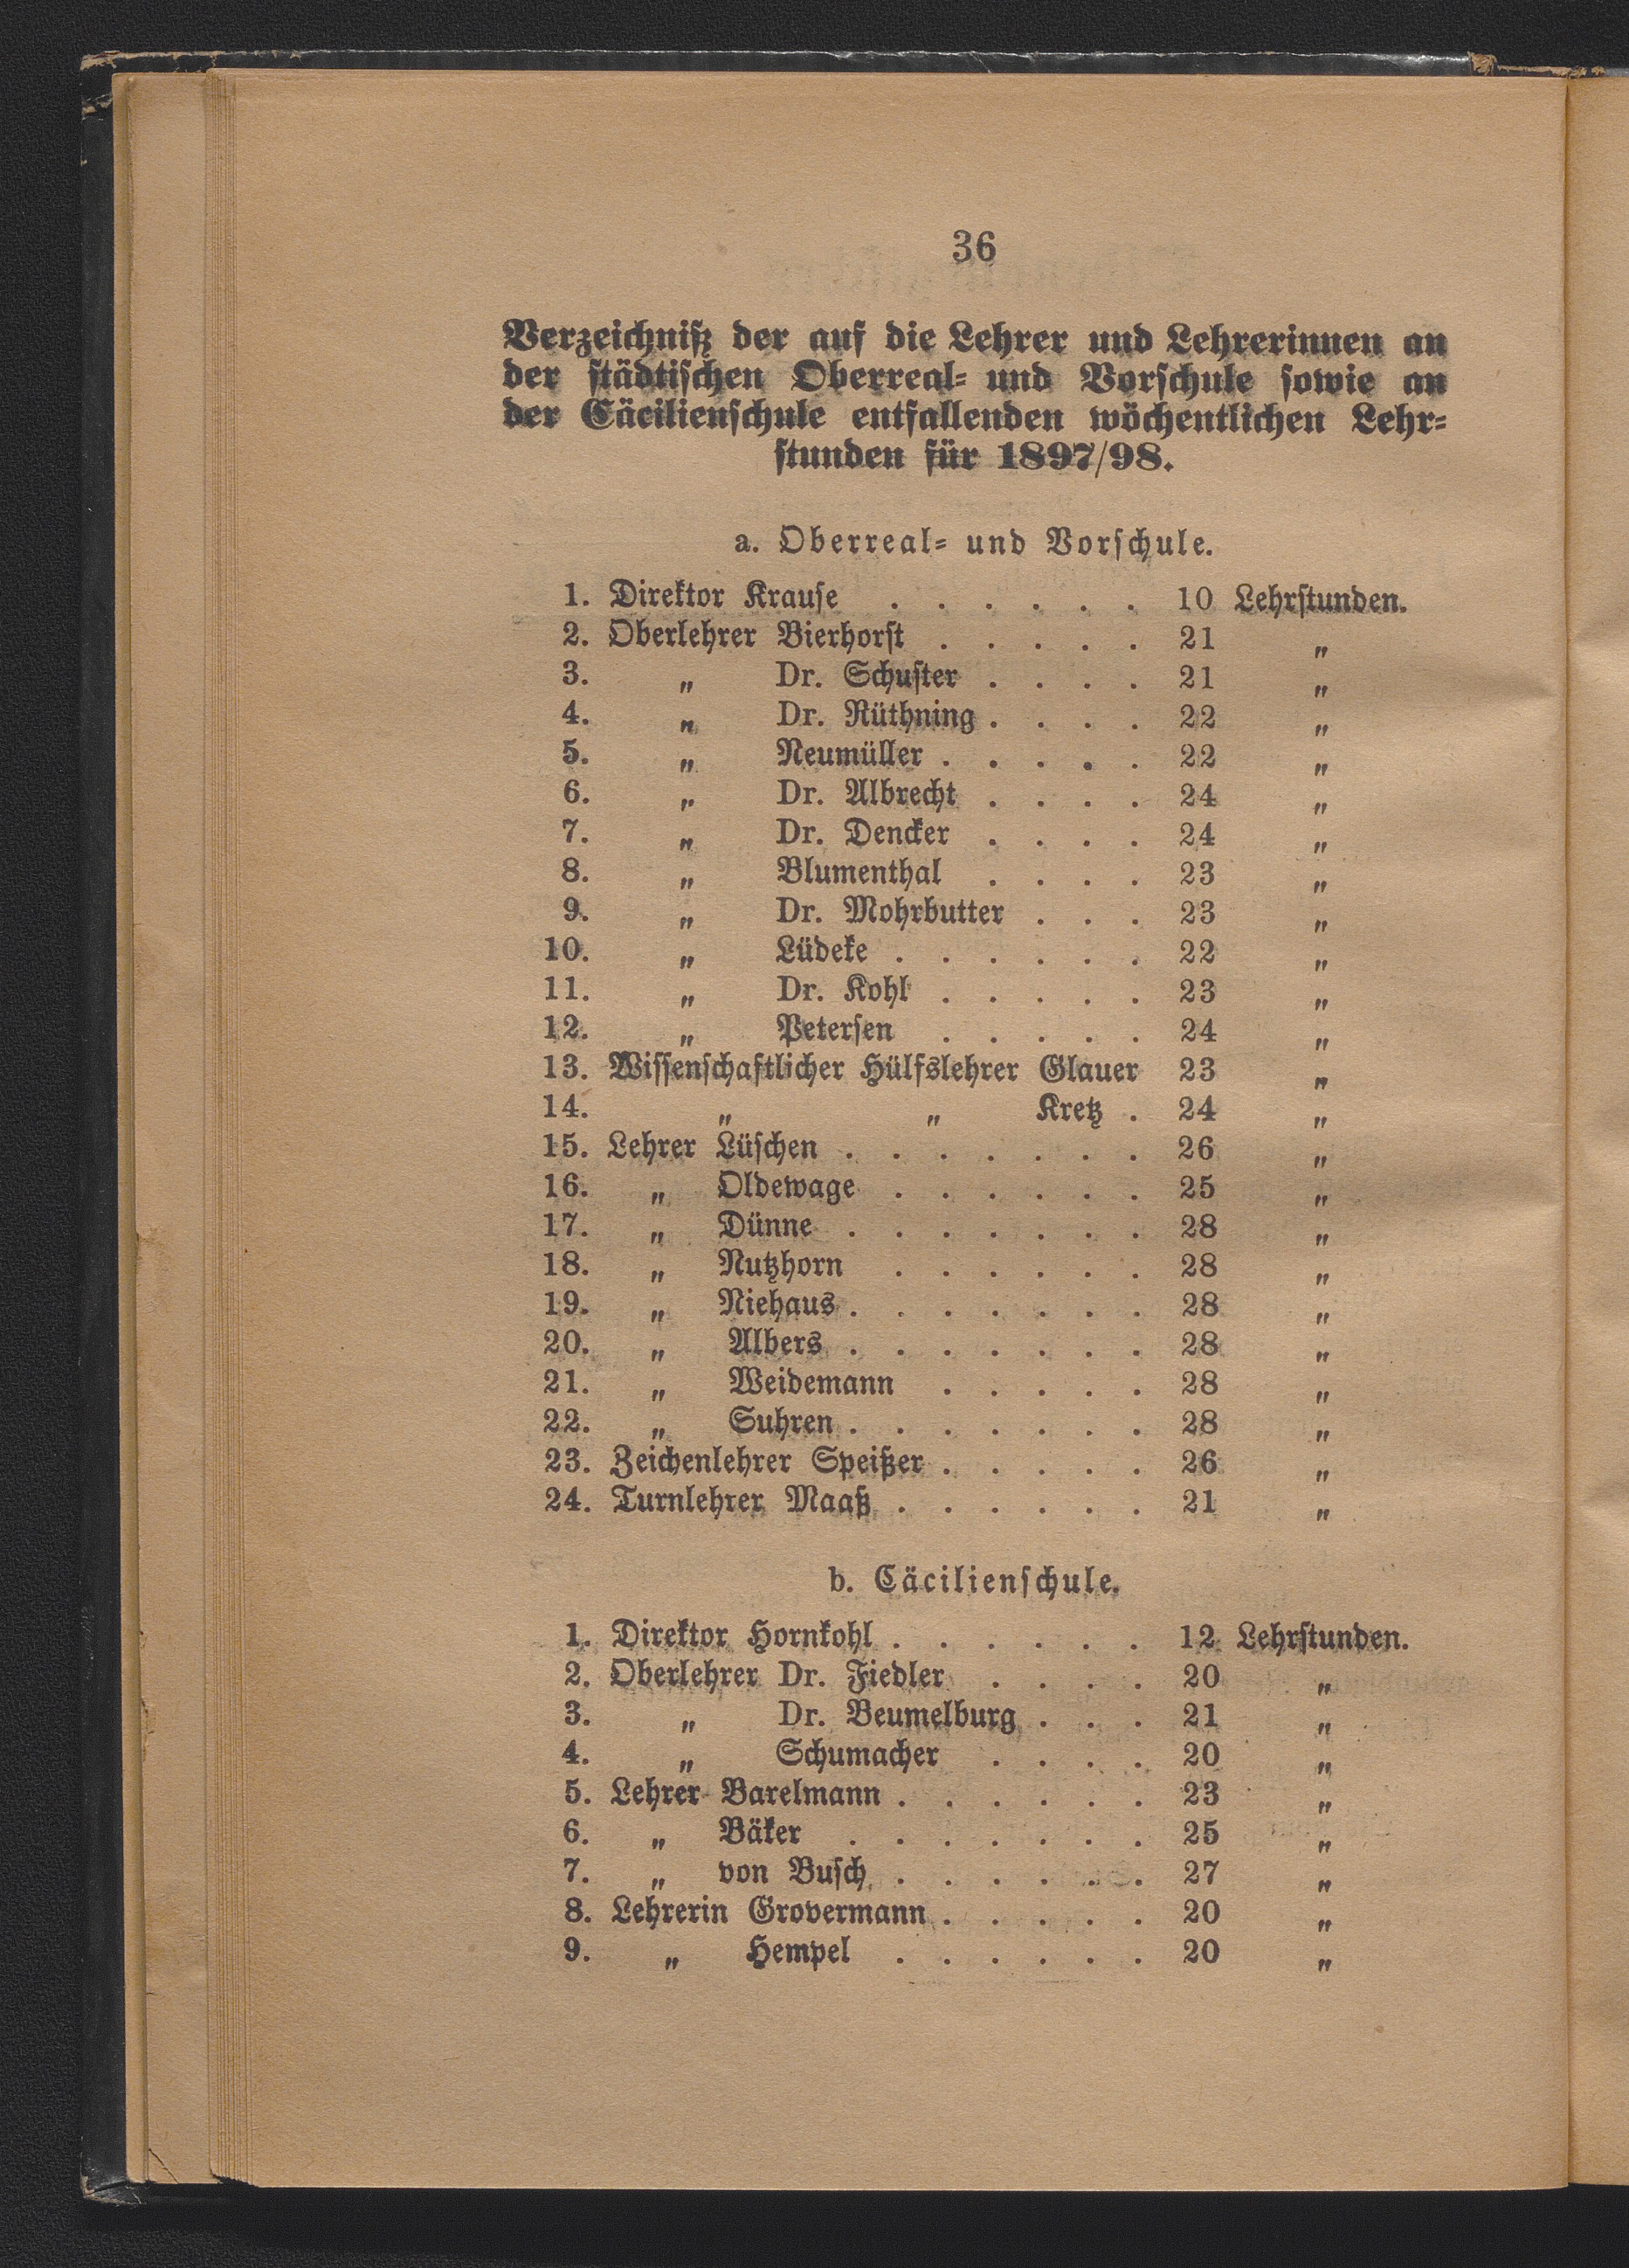 36
Verzeichniß der auf die Lehrer und Lehrerinnen an
der städtischen Oberreal= und Vorschule sowie an
der Cäcilienschule entfallenden wöchentlichen Lehr=
stunden für 1897/98.
a. Oberreal= und Vorschule.
1. Direktor Krause . . . . . . 10 Lehrstunden.
2. Oberlehrer Bierhorst . . . . . 21 „
3. „ Dr. Schuster . . . . 21 „
4. „ Dr. Rüthning . . . . 22 „
5. „ Neumüller . . . . . 22 „
6. „ Dr. Albrecht . . . . 24 „
7. „ Dr. Dencker . . . . 24 „
8. „ Blumenthal . . . . 23 „
9. „ Dr. Mohrbutter . . . 23 „
10. „ Lüdeke . . . . . . 22 „
11. „ Dr. Kohl . . . . . 23 „
12. „ Petersen . . . . . 24 „
13. Wissenschaftlicher Hülfslehrer Glauer 23 „
14. „ „ Kretz . 24 „
15. Lehrer Lüschen . . . . . . . 26 „
16. „ Oldewage . . . . . . 25 „
17. „ Dünne . . . . . . . 28 „
18. „ Nutzhorn . . . . . . 28 „
19. „ Niehaus . . . . . . . 28 „
20. „ Albers . . . . . . . 28 „
21. „ Weidemann . . . . . 28 „
22. „ Suhren . . . . . . . 28 „
23. Zeichenlehrer Speißer . . . . . 26 „
24. Turnlehrer Maaß . . . . . . 21 „
b. Cäcilienschule.
1. Direktor Hornkohl . . . . . . 12 Lehrstunden.
2. Oberlehrer Dr. Fiedler . . . . 20 „
3. „ Dr. Beumelburg . . . 21 „
4. „ Schumacher . . . . 20 „
5. Lehrer Barelmann . . . . . . 23 „
6. „ Bäker . . . . . . . 25 „
7. „ von Busch . . . . . . 27 „
8. Lehrerin Grovermann . . . . . 20 „
9. „ Hempel . . . . . . 20 „